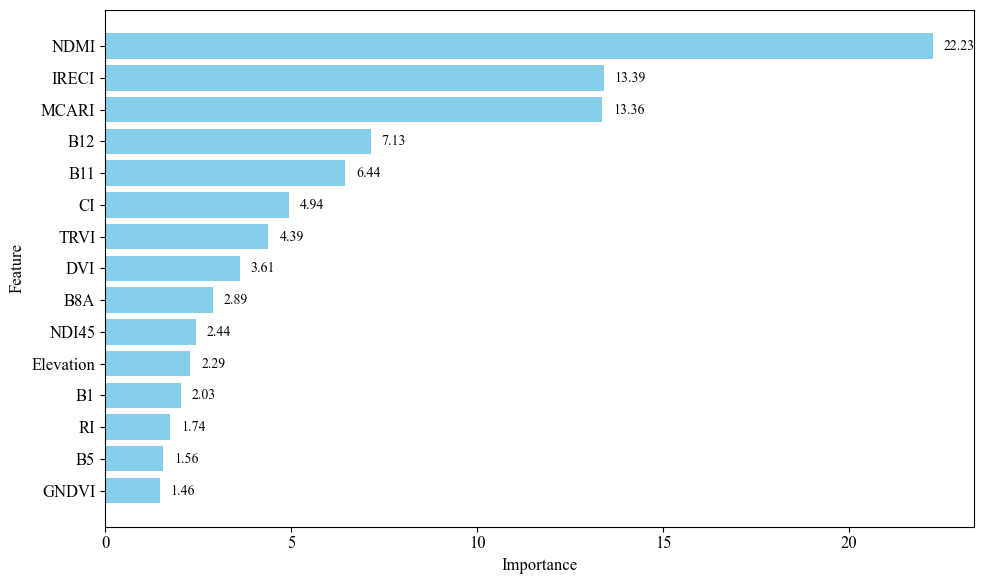 NDMI 22.23
IRECI 13.39
MCARI 13.36
B12 7.13
B11 6.44
CI 4.94
TRVI 4.39
DVI 3.61
B8A 2.89
NDI45 2.44
Elevation 2.29
B1 2.03
RI 1.74
B5 1.56
GNDVI 1.46
Feature
0 5 10 15 20
Importance